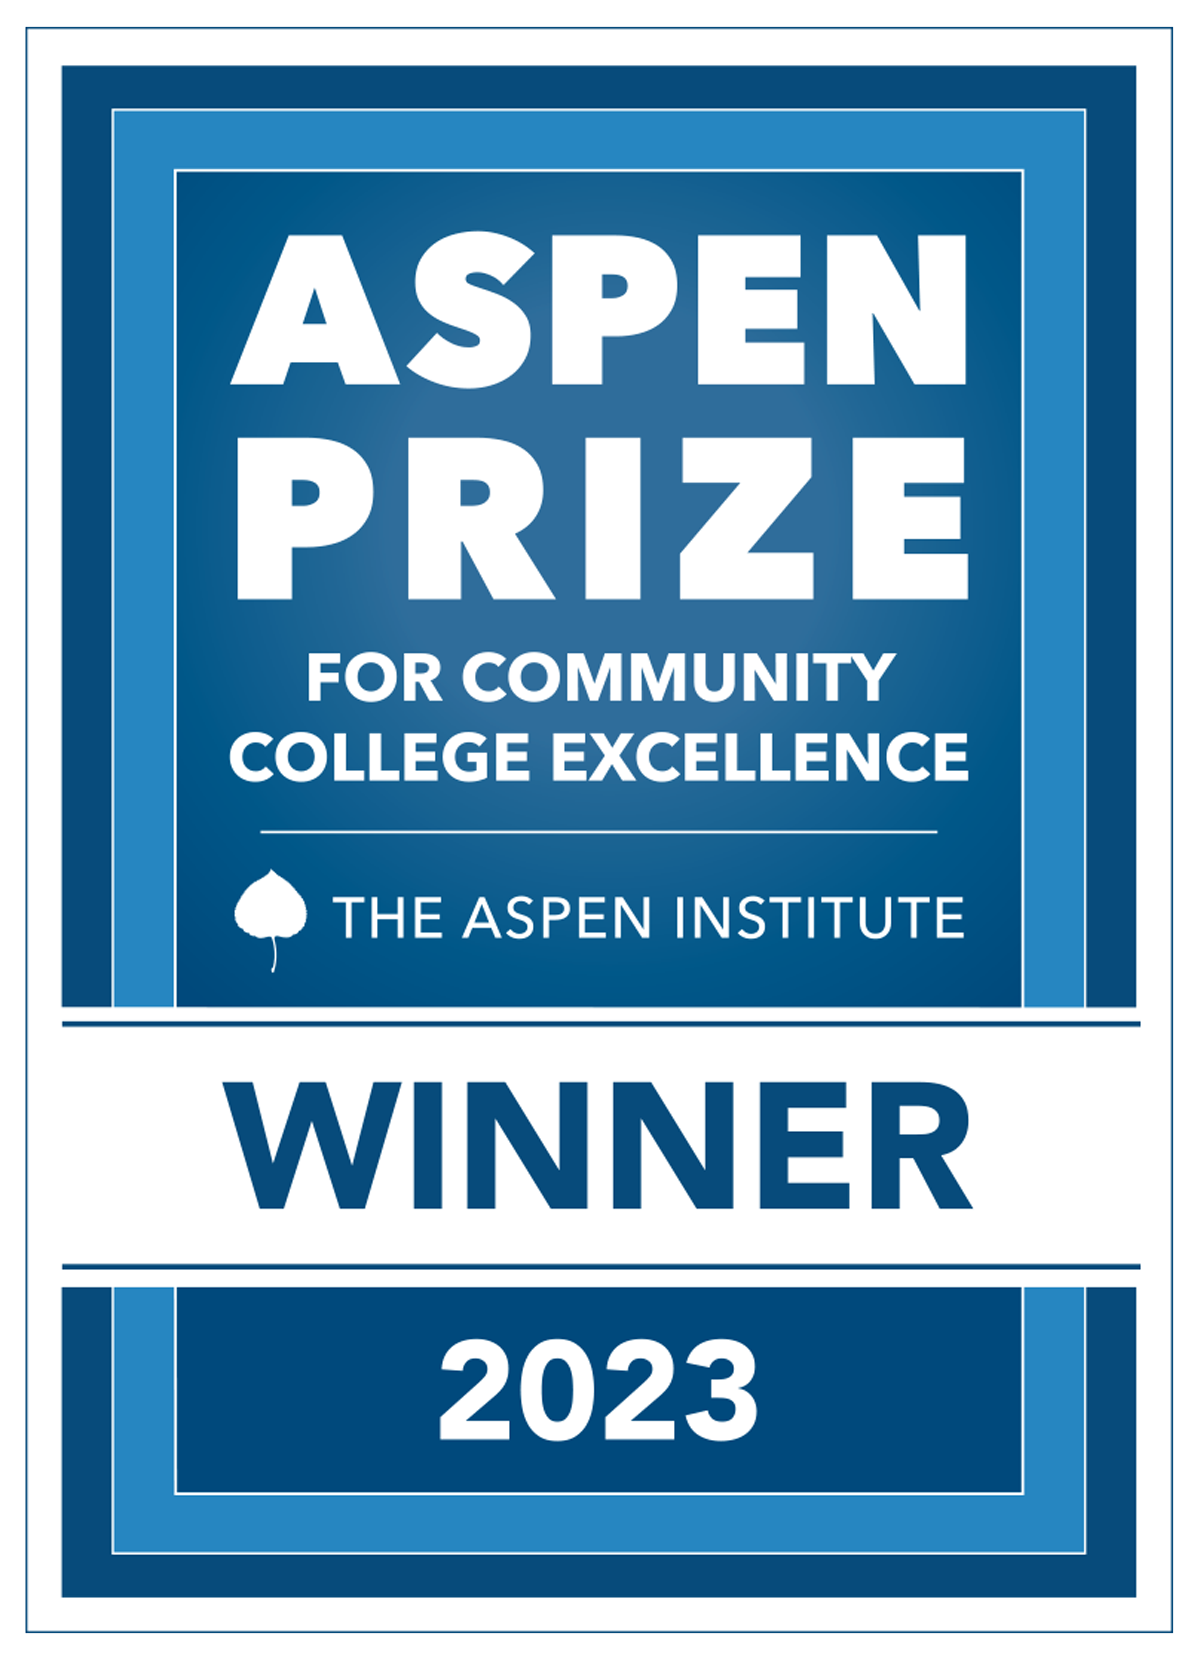 ASPEN
PRIZE
FOR COMMUNITY
COLLEGE EXCELLENCE
THE ASPEN INSTITUTE
WINNER
2023